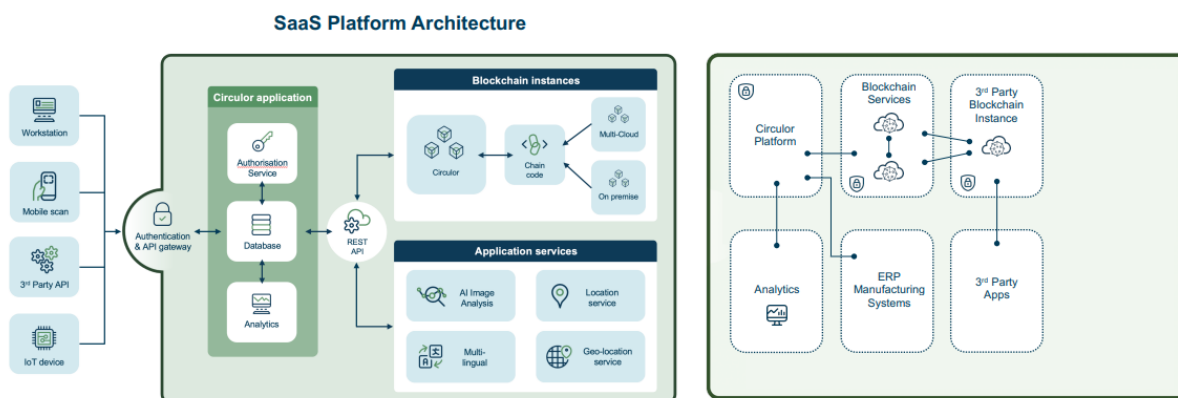 SaaS Platform Architecture
Workstation
Mobile scan
3rd Party API
IoT device
Authentication
& API gateway
Circulor application
Authorisation
Service
Database
Analytics
REST
API
Blockchain instances
Circulor
Chain
code
Multi-Cloud
On premise
Application services
AI Image
Analysis
Location
service
Multi-
lingual
Geo-location
service
Circulor
Platform
Blockchain
Services
3rd Party
Blockchain
Instance
Analytics
ERP
Manufacturing
Systems
3rd Party
Apps